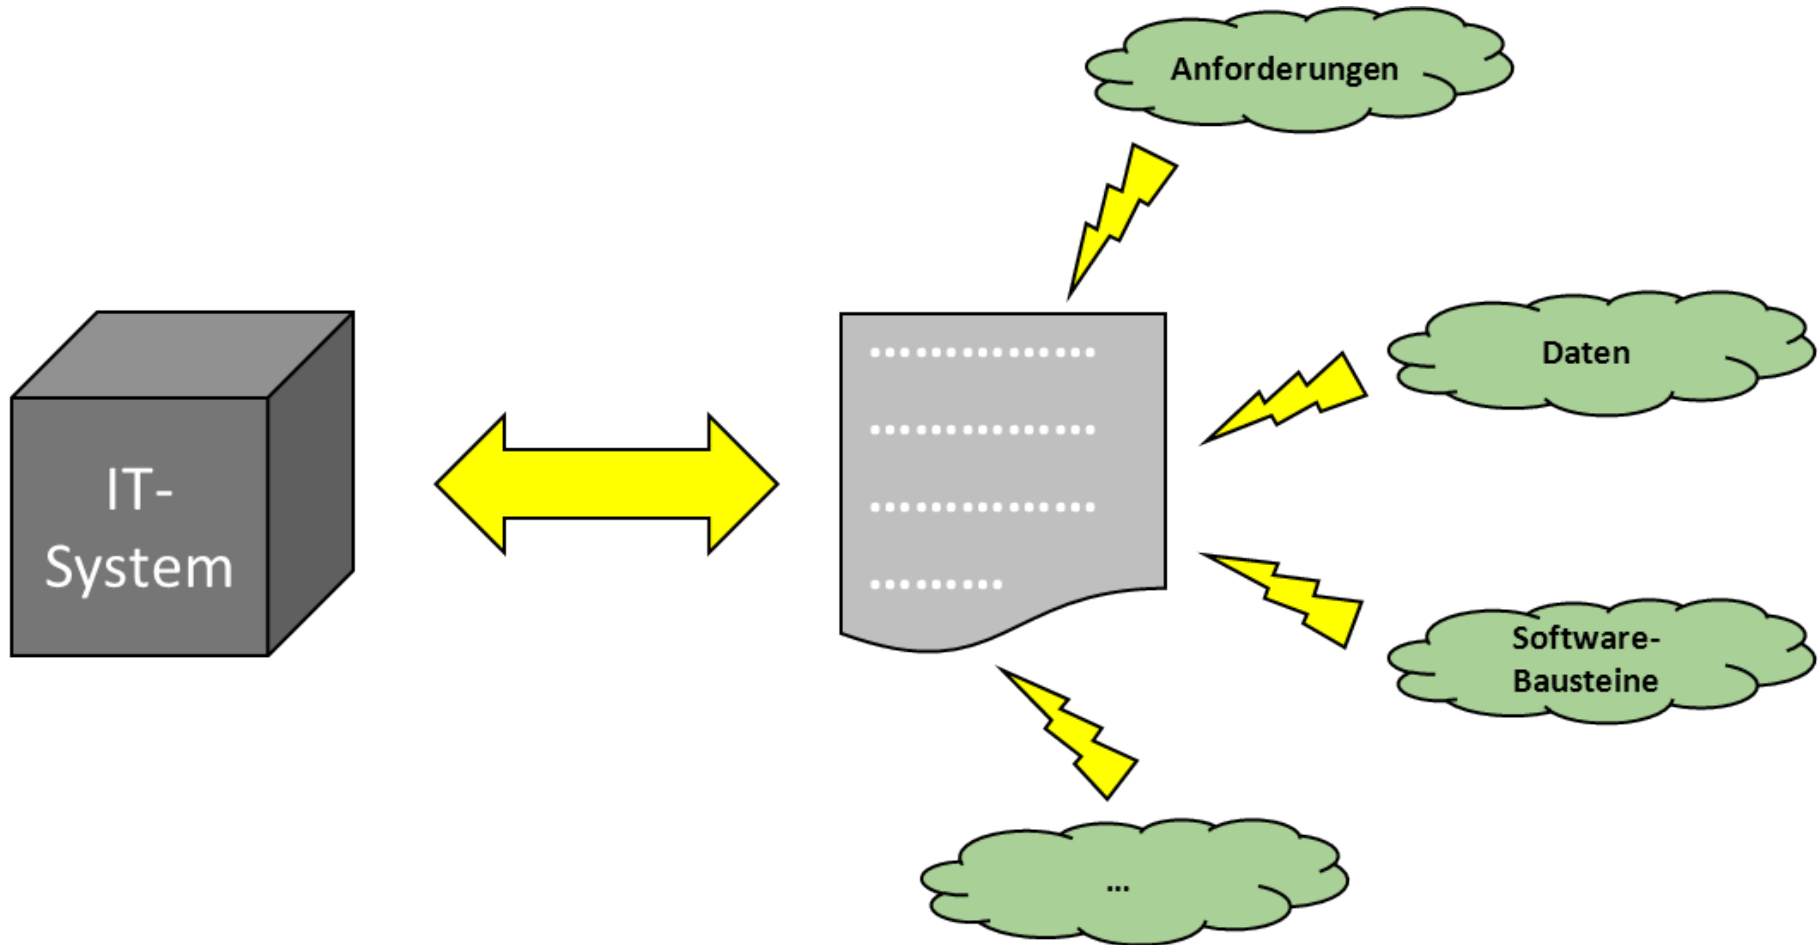 Anforderungen
Daten
IT-
System
Software-
Bausteine
...